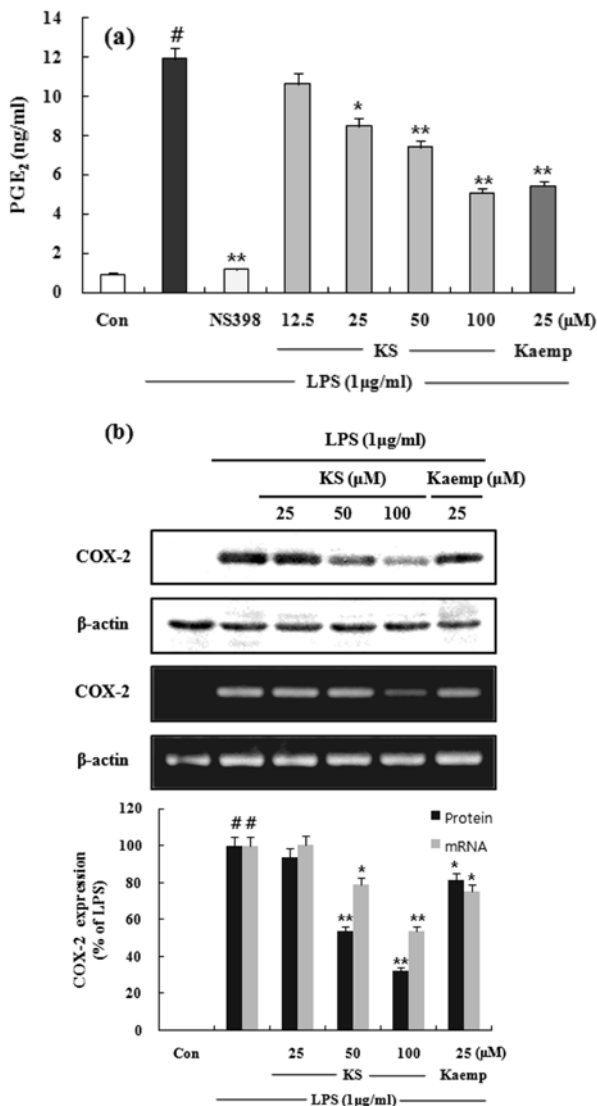 (a)
#
14
12
10
8
6
4
2
0
PGE₂ (ng/ml)
**
*
**
**
**
Con
NS398
12.5
25
50
100
25 (μM)
KS
Kaemp
LPS (1μg/ml)
(b)
LPS (1μg/ml)
KS (μM)
Kaemp (μM)
25
50
100
25
COX-2
β-actin
COX-2
β-actin
120
100
80
60
40
20
0
COX-2 expression
(% of LPS)
Protein
mRNA
# #
**
*
**
**
*
*
Con
25
50
100
25 (μM)
KS
Kaemp
LPS (1μg/ml)